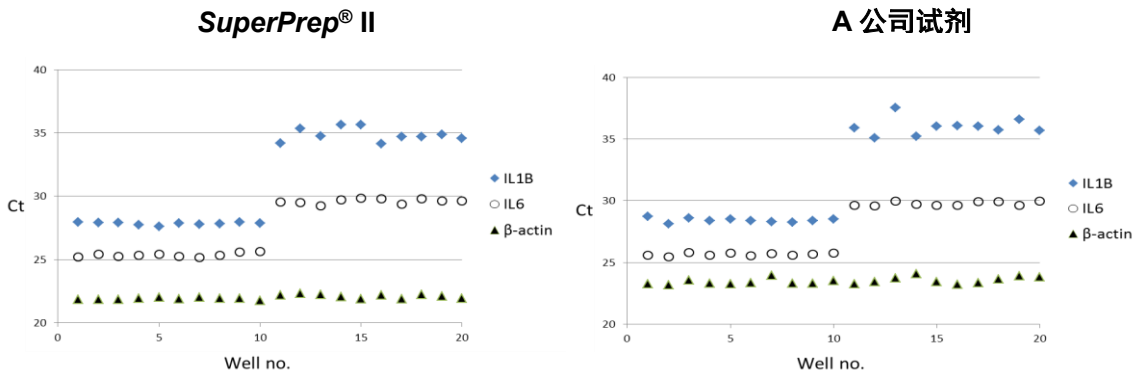 SuperPrep® II
40
35
30
25
20
Ct
0
5
10
15
20
Well no.
IL1B
IL6
β-actin
A 公司试剂
40
35
30
25
20
Ct
0
5
10
15
20
Well no.
IL1B
IL6
β-actin